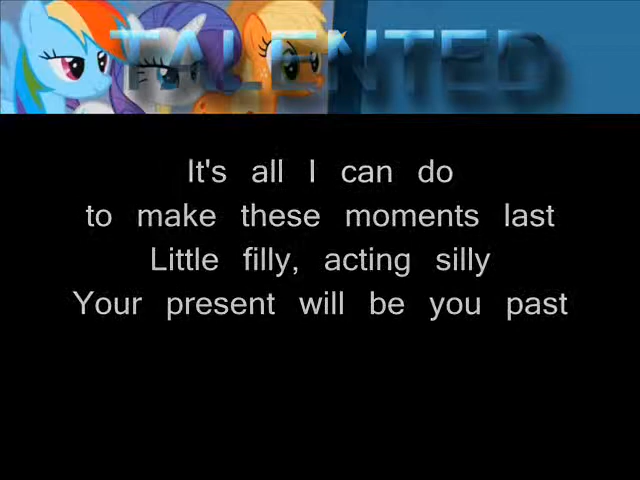 TALENTED
It's all I can do
to make these moments last
Little filly, acting silly
Your present will be you past